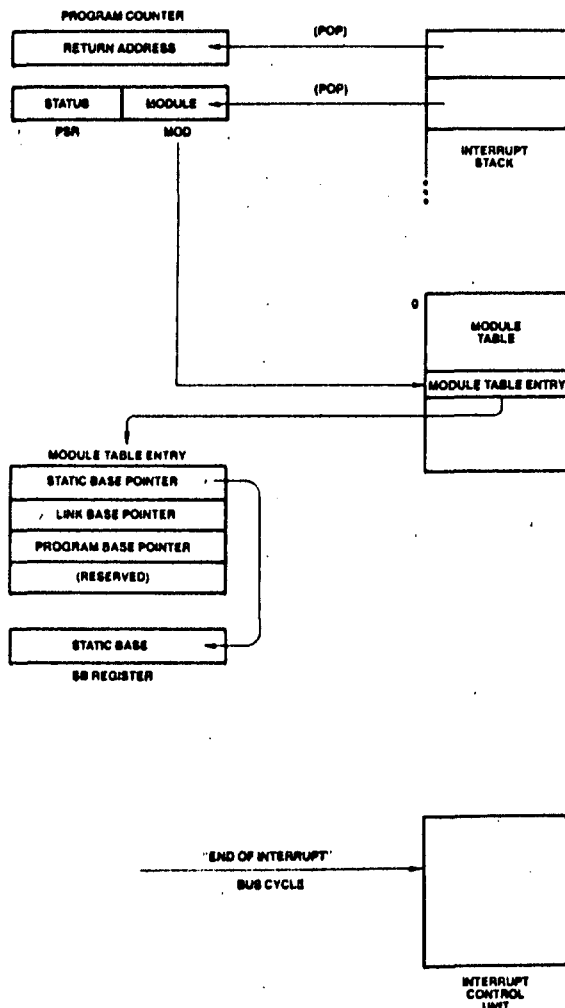 PROGRAM COUNTER
RETURN ADDRESS
(POP)
STATUS MODULE
(POP)
PSR MOD
INTERRUPT
STACK
0
MODULE
TABLE
MODULE TABLE ENTRY
MODULE TABLE ENTRY
STATIC BASE POINTER
LINK BASE POINTER
PROGRAM BASE POINTER
(RESERVED)
STATIC BASE
SB REGISTER
"END OF INTERRUPT"
BUS CYCLE
INTERRUPT
CONTROL
UNIT